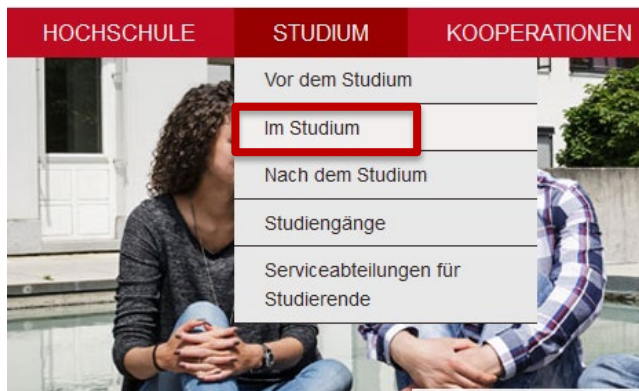 HOCHSCHULE STUDIUM KOOPERATIONEN
Vor dem Studium
Im Studium
Nach dem Studium
Studiengänge
Serviceabteilungen für
Studierende